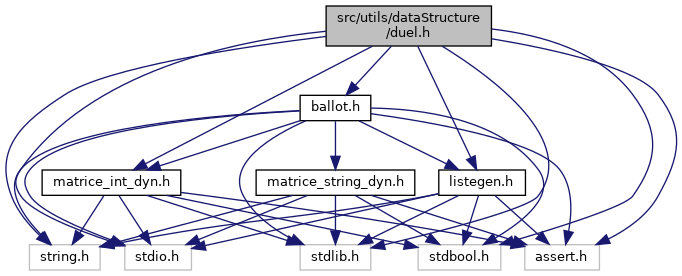 src/utils/dataStructure
/duel.h
ballot.h
matrice_int_dyn.h
matrice_string_dyn.h
listegen.h
string.h
stdio.h
stdlib.h
stdbool.h
assert.h